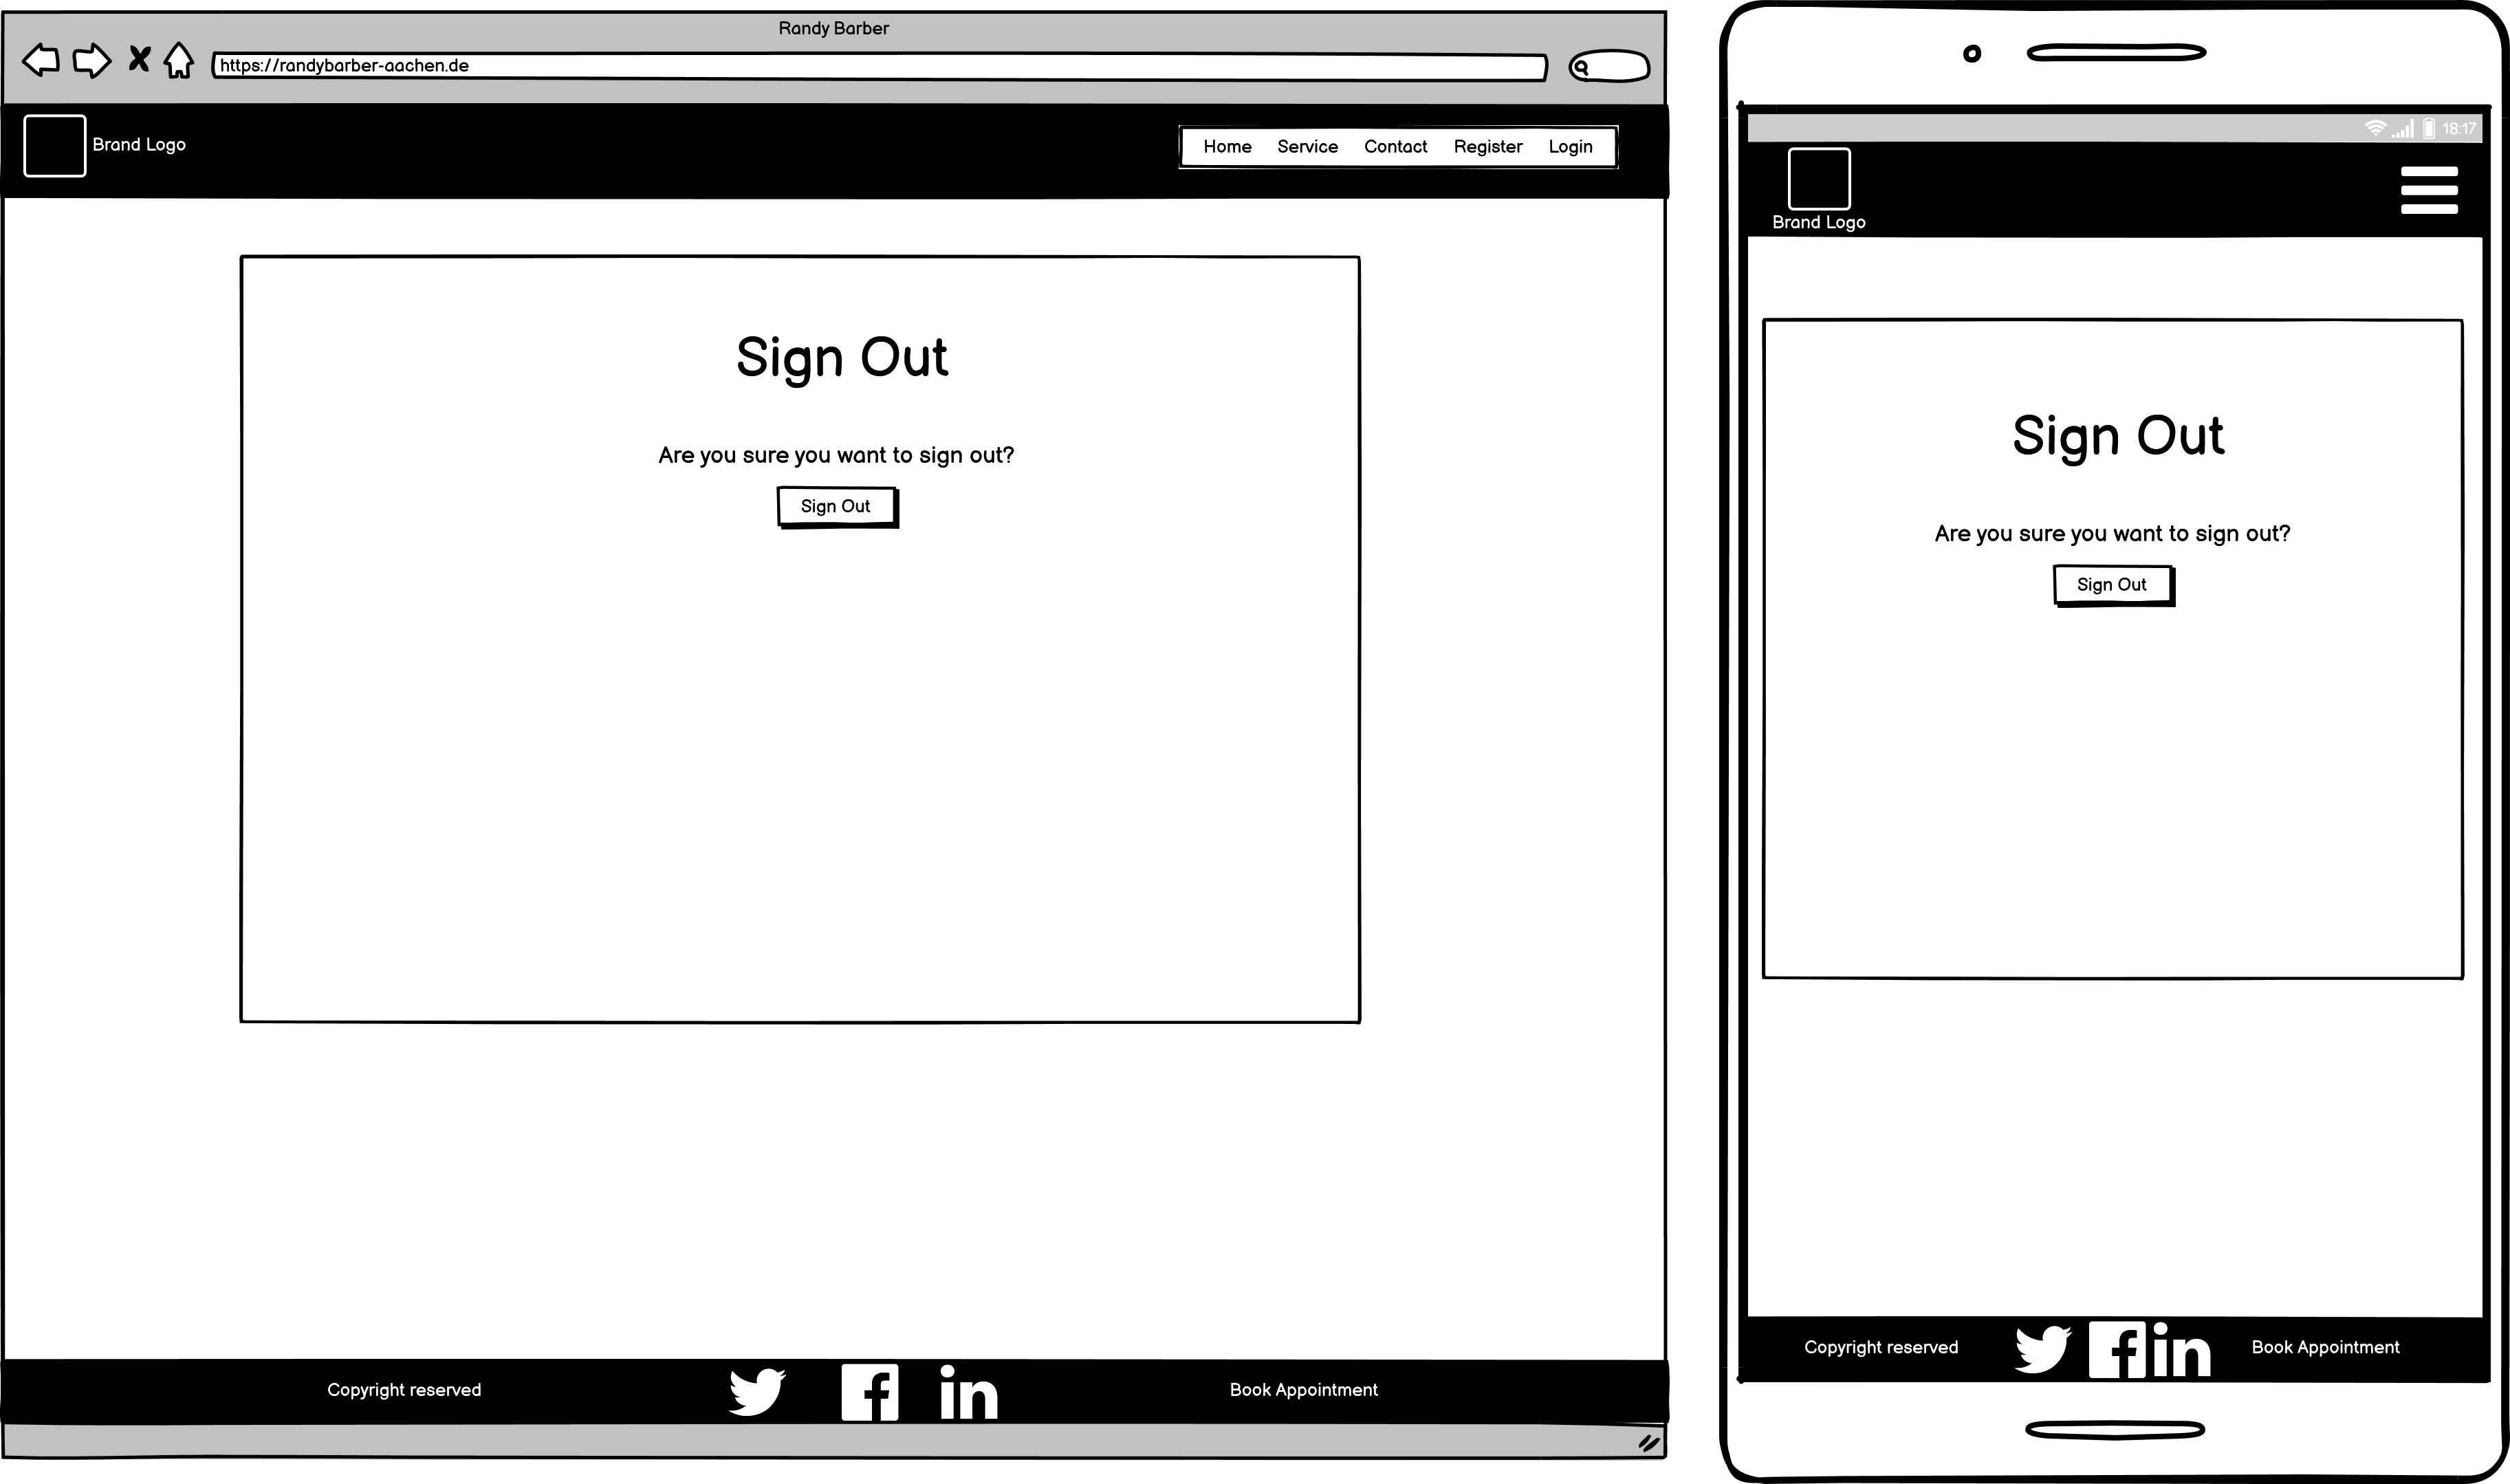 Randy Barber
https://randybarber-aachen.de
Brand Logo
Home Service Contact Register Login
Sign Out
Are you sure you want to sign out?
Sign Out
Copyright reserved
Book Appointment
18:17
Brand Logo
Sign Out
Are you sure you want to sign out?
Sign Out
Copyright reserved
Book Appointment